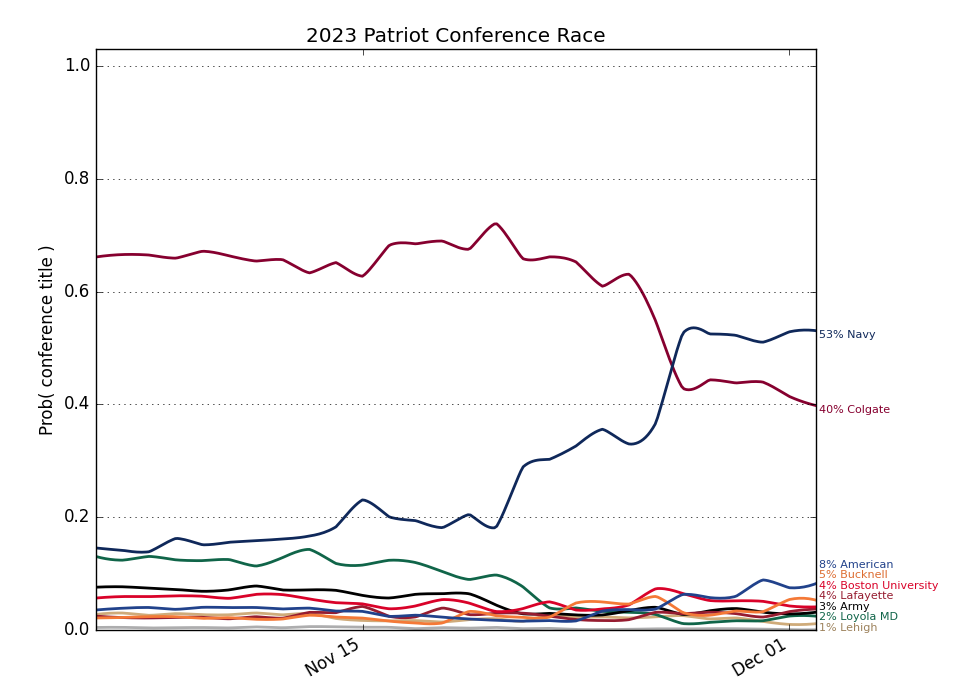 2023 Patriot Conference Race
Prob( conference title )
1.0
0.8
0.6
0.4
0.2
0.0
Nov 15
Dec 01
53% Navy
40% Colgate
8% American
5% Bucknell
4% Boston University
4% Lafayette
3% Army
2% Loyola MD
1% Lehigh